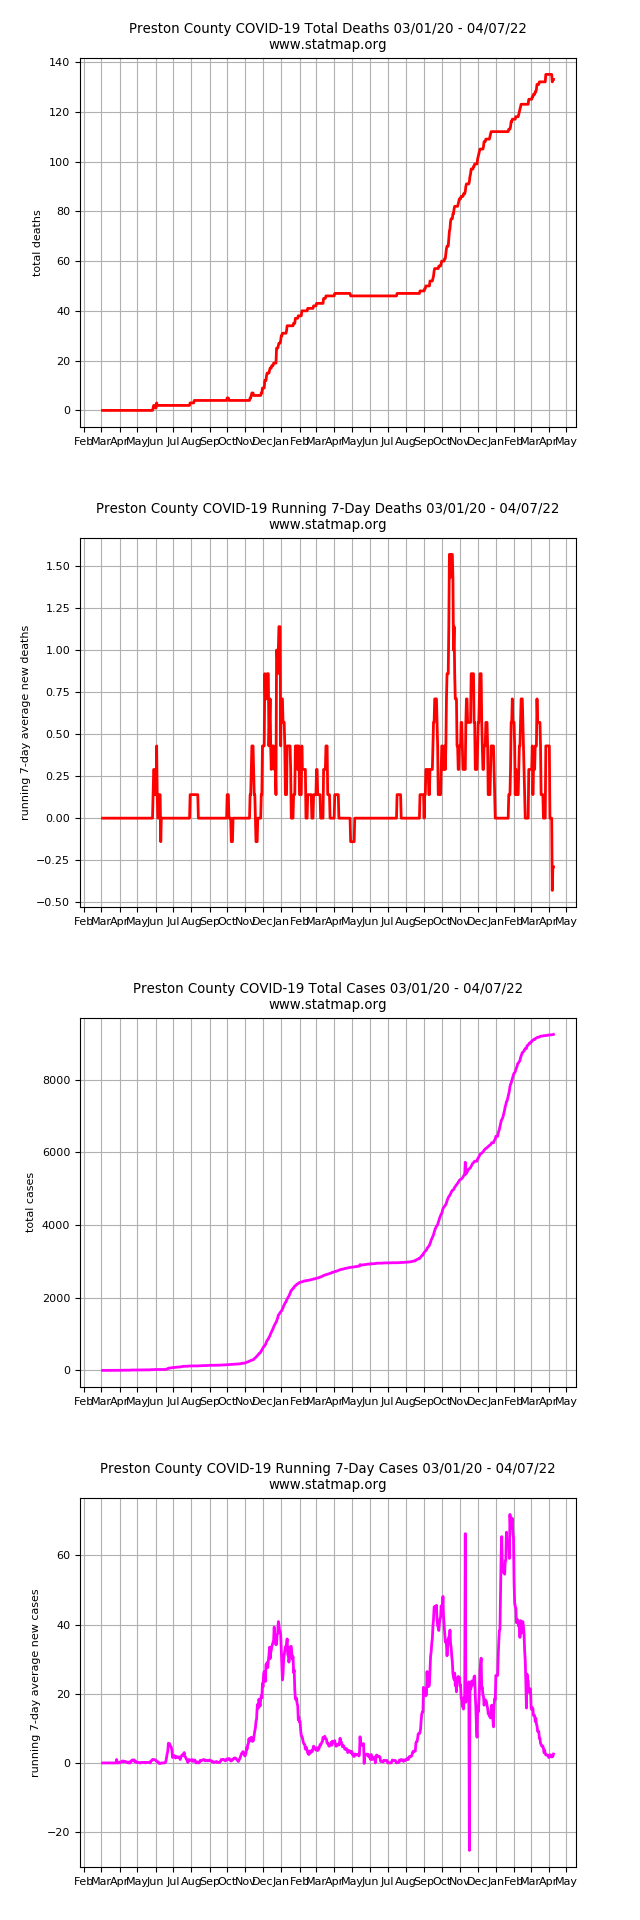 Preston County COVID-19 Total Deaths 03/01/20 - 04/07/22
www.statmap.org
total deaths
140
120
100
80
60
40
20
0
Feb Mar Apr May Jun Jul Aug Sep Oct Nov Dec Jan Feb Mar Apr May Jun Jul Aug Sep Oct Nov Dec Jan Feb Mar Apr May
Preston County COVID-19 Running 7-Day Deaths 03/01/20 - 04/07/22
www.statmap.org
running 7-day average new deaths
1.50
1.25
1.00
0.75
0.50
0.25
0.00
−0.25
−0.50
Feb Mar Apr May Jun Jul Aug Sep Oct Nov Dec Jan Feb Mar Apr May Jun Jul Aug Sep Oct Nov Dec Jan Feb Mar Apr May
Preston County COVID-19 Total Cases 03/01/20 - 04/07/22
www.statmap.org
total cases
8000
6000
4000
2000
0
Feb Mar Apr May Jun Jul Aug Sep Oct Nov Dec Jan Feb Mar Apr May Jun Jul Aug Sep Oct Nov Dec Jan Feb Mar Apr May
Preston County COVID-19 Running 7-Day Cases 03/01/20 - 04/07/22
www.statmap.org
running 7-day average new cases
60
40
20
0
−20
Feb Mar Apr May Jun Jul Aug Sep Oct Nov Dec Jan Feb Mar Apr May Jun Jul Aug Sep Oct Nov Dec Jan Feb Mar Apr May